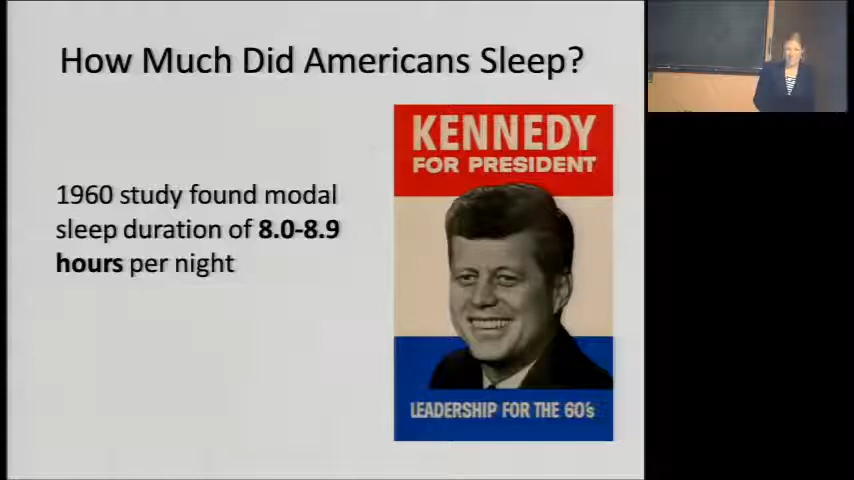 How Much Did Americans Sleep?
KENNEDY
FOR PRESIDENT
1960 study found modal
sleep duration of 8.0-8.9
hours per night
LEADERSHIP FOR THE 60's